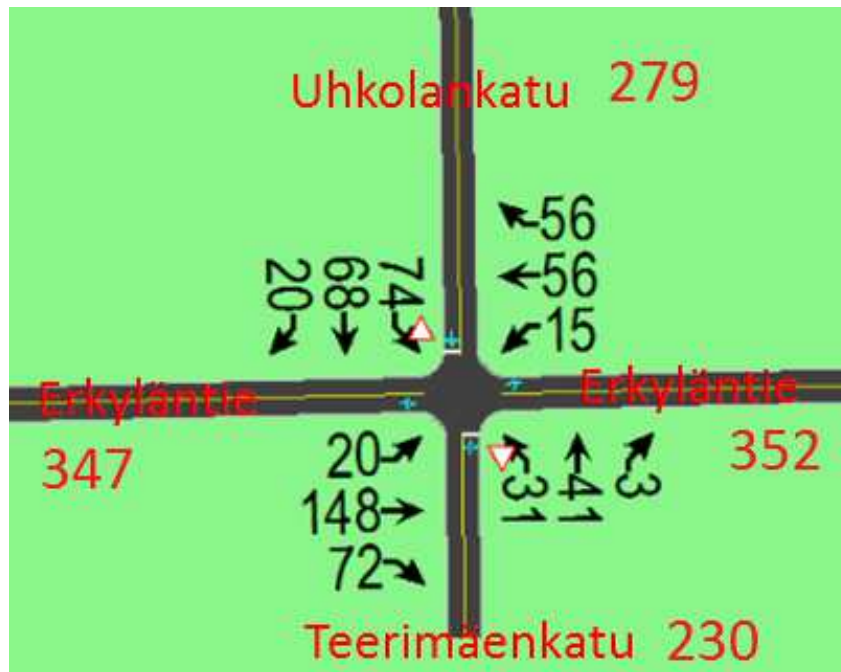 Uhkolankatu 279
56
56
15
20 68 74
Erkyläntie
Erkyläntie
347
352
20
148
72
31 41 3
Teerimäenkatu 230